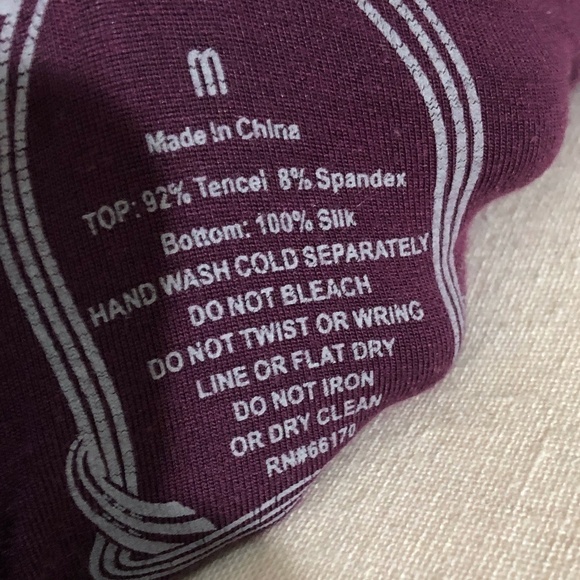 m
Made in China
TOP: 92% Tencel 8% Spandex
Bottom: 100% Silk
HAND WASH COLD SEPARATELY
DO NOT BLEACH
DO NOT TWIST OR WRING
LINE OR FLAT DRY
DO NOT IRON
OR DRY CLEAN
RN#66170